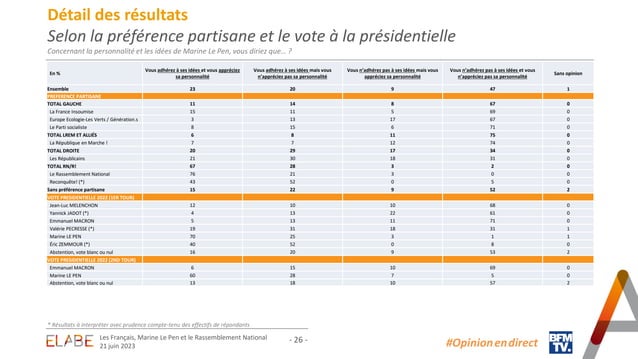 Détail des résultats
Selon la préférence partisane et le vote à la présidentielle
Concernant la personnalité et les idées de Marine Le Pen, vous diriez que… ?
En % Vous adhérez à ses idées et vous appréciez sa personnalité Vous adhérez à ses idées mais vous n'appréciez pas sa personnalité Vous n'adhérez pas à ses idées mais vous appréciez sa personnalité Vous n'adhérez pas à ses idées et vous n'appréciez pas sa personnalité Sans opinion
Ensemble 23 20 9 47 1
PREFERENCE PARTISANE
TOTAL GAUCHE 11 14 8 67 0
La France Insoumise 15 11 5 69 0
Europe Ecologie-Les Verts / Génération.s 3 13 17 67 0
Le Parti socialiste 8 15 6 71 0
TOTAL LREM ET ALLIÉS 6 8 11 75 0
La République en Marche ! 7 7 12 74 0
TOTAL DROITE 20 29 17 34 0
Les Républicains 21 30 18 31 0
TOTAL RN/R! 67 28 3 2 0
Le Rassemblement National 76 21 3 0 0
Reconquête! (*) 43 52 0 5 0
Sans préférence partisane 15 22 9 52 2
VOTE PRESIDENTIELLE 2022 (1ER TOUR)
Jean-Luc MELENCHON 12 10 10 68 0
Yannick JADOT (*) 4 13 22 61 0
Emmanuel MACRON 5 13 11 71 0
Valérie PECRESSE (*) 19 31 18 31 1
Marine LE PEN 70 25 3 1 1
Éric ZEMMOUR (*) 40 52 0 8 0
Abstention, vote blanc ou nul 16 20 9 53 2
VOTE PRESIDENTIELLE 2022 (2ND TOUR)
Emmanuel MACRON 6 15 10 69 0
Marine LE PEN 60 28 7 5 0
Abstention, vote blanc ou nul 13 18 10 57 2
* Résultats à interpréter avec prudence compte-tenu des effectifs de répondants
ELABE
Les Français, Marine Le Pen et le Rassemblement National
21 juin 2023
- 26 -
#Opinion en direct
BFM
TV.